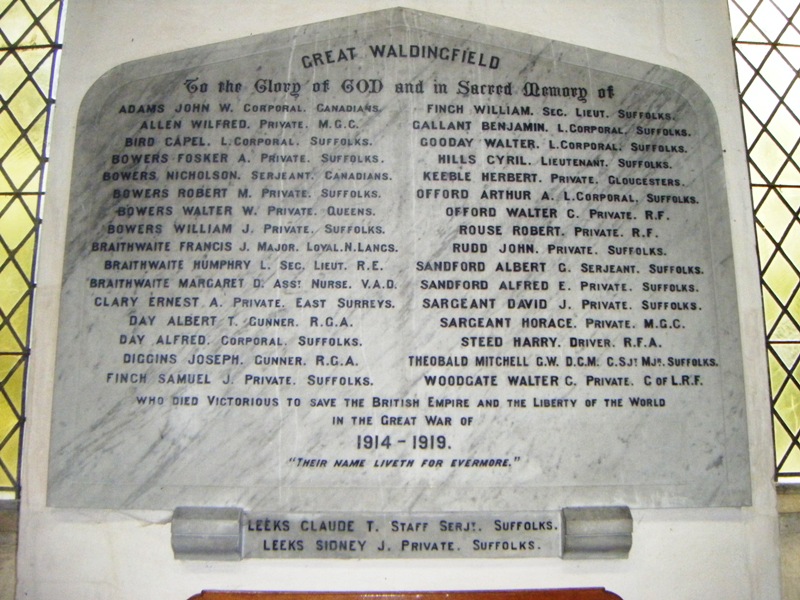 GREAT WALDINGFIELD
To the Glory of GOD and in Sacred Memory of
ADAMS JOHN W. CORPORAL. CANADIANS.
ALLEN WILFRED. PRIVATE. M.G.C.
BIRD CAPEL. L.CORPORAL. SUFFOLKS.
BOWERS FOSKER A. PRIVATE. SUFFOLKS.
BOWERS, NICHOLSON. SERJEANT. CANADIANS.
BOWERS ROBERT M. PRIVATE. SUFFOLKS.
BOWERS WALTER W. PRIVATE. QUEENS.
BOWERS WILLIAM J. PRIVATE. SUFFOLKS.
BRAITHWAITE FRANCIS J. MAJOR. LOYAL.N.LANCS.
BRAITHWAITE HUMPHRY L. SEC. LIEUT. R.E.
BRAITHWAITE MARGARET D. ASST NURSE. V.A.D.
CLARY ERNEST A. PRIVATE. EAST SURREYS.
DAY ALBERT T. GUNNER. R.G.A.
DAY ALFRED. CORPORAL. SUFFOLKS.
DIGGINS JOSEPH. GUNNER. R.G.A.
FINCH SAMUEL J. PRIVATE. SUFFOLKS.
FINCH WILLIAM. SEC. LIEUT. SUFFOLKS.
GALLANT BENJAMIN. L.CORPORAL. SUFFOLKS.
GOODAY WALTER. L.CORPORAL. SUFFOLKS.
HILLS CYRIL. LIEUTENANT. SUFFOLKS.
KEEBLE HERBERT. PRIVATE. GLOUCESTERS.
OFFORD ARTHUR A. L.CORPORAL. SUFFOLKS.
OFFORD WALTER C. PRIVATE. R.F.
ROUSE ROBERT. PRIVATE. R.F.
RUDD JOHN. PRIVATE. SUFFOLKS.
SANDFORD ALBERT G. SERJEANT. SUFFOLKS.
SANDFORD ALFRED E. PRIVATE. SUFFOLKS.
SARGEANT DAVID J. PRIVATE. SUFFOLKS.
SARGEANT HORACE. PRIVATE. M.G.C.
STEED HARRY. DRIVER. R.F.A.
THEOBALD MITCHELL G.W. D.C.M. C.SJT MJR. SUFFOLKS.
WOODGATE WALTER C. PRIVATE. C OF L.R.F.
WHO DIED VICTORIOUS TO SAVE THE BRITISH EMPIRE AND THE LIBERTY OF THE WORLD
IN THE GREAT WAR OF
1914 - 1919.
"THEIR NAME LIVETH FOR EVERMORE."
LEEKS CLAUDE T. STAFF SERJT. SUFFOLKS.
LEEKS SIDNEY J. PRIVATE. SUFFOLKS.